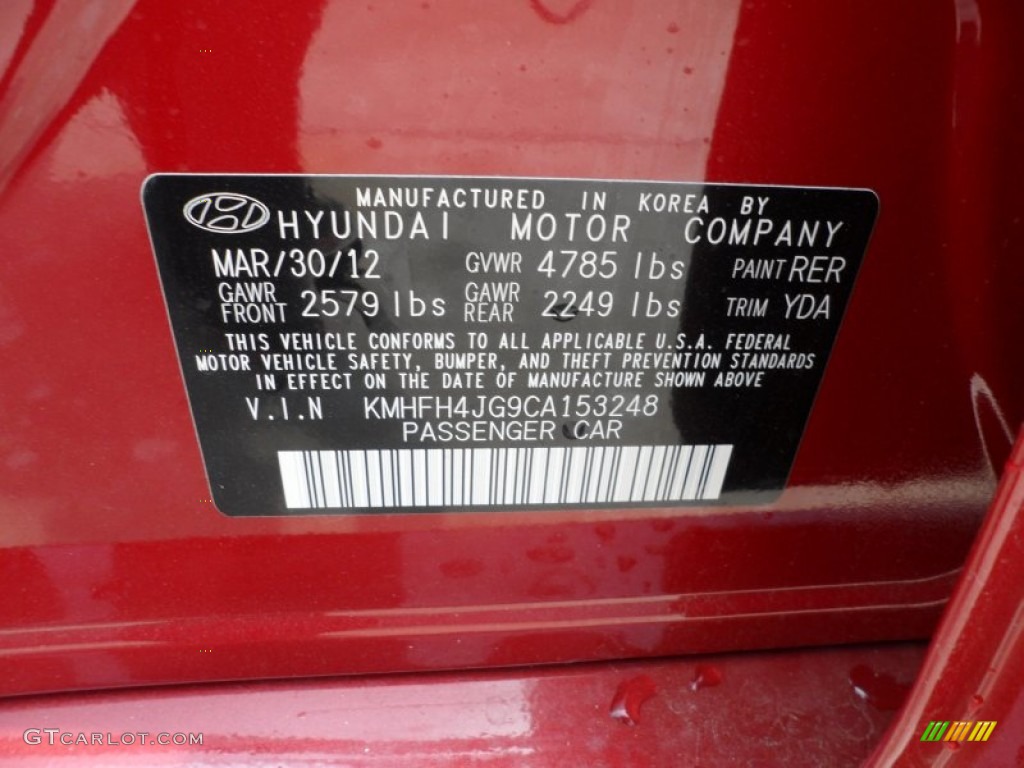 MANUFACTURED IN KOREA BY
HYUNDAI MOTOR COMPANY
MAR/30/12 GVWR 4785 lbs PAINT RER
GAWR FRONT 2579 lbs GAWR REAR 2249 lbs TRIM YDA
THIS VEHICLE CONFORMS TO ALL APPLICABLE U.S.A. FEDERAL
MOTOR VEHICLE SAFETY, BUMPER, AND THEFT PREVENTION STANDARDS
IN EFFECT ON THE DATE OF MANUFACTURE SHOWN ABOVE
V.I.N KMHFH4JG9CA153248
PASSENGER CAR
GTCARLOT.COM